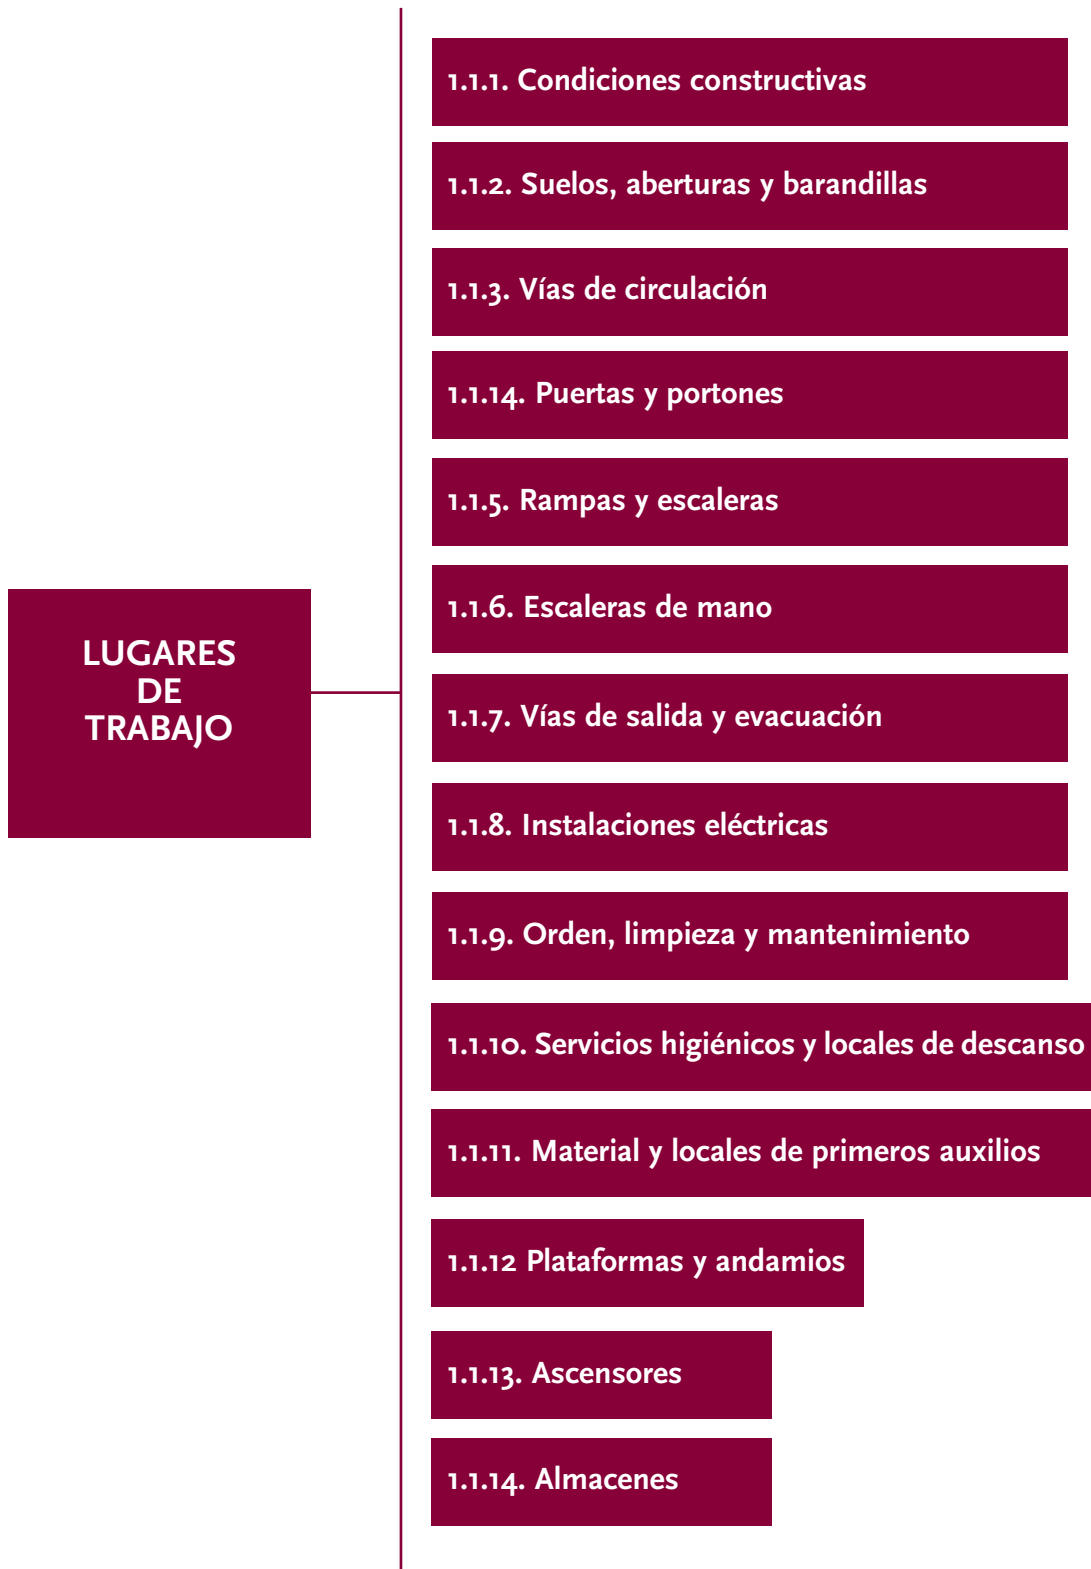 1.1.1. Condiciones constructivas
1.1.2. Suelos, aberturas y barandillas
1.1.3. Vías de circulación
1.1.14. Puertas y portones
1.1.5. Rampas y escaleras
1.1.6. Escaleras de mano
LUGARES
DE
TRABAJO
1.1.7. Vías de salida y evacuación
1.1.8. Instalaciones eléctricas
1.1.9. Orden, limpieza y mantenimiento
1.1.10. Servicios higiénicos y locales de descanso
1.1.11. Material y locales de primeros auxilios
1.1.12 Plataformas y andamios
1.1.13. Ascensores
1.1.14. Almacenes